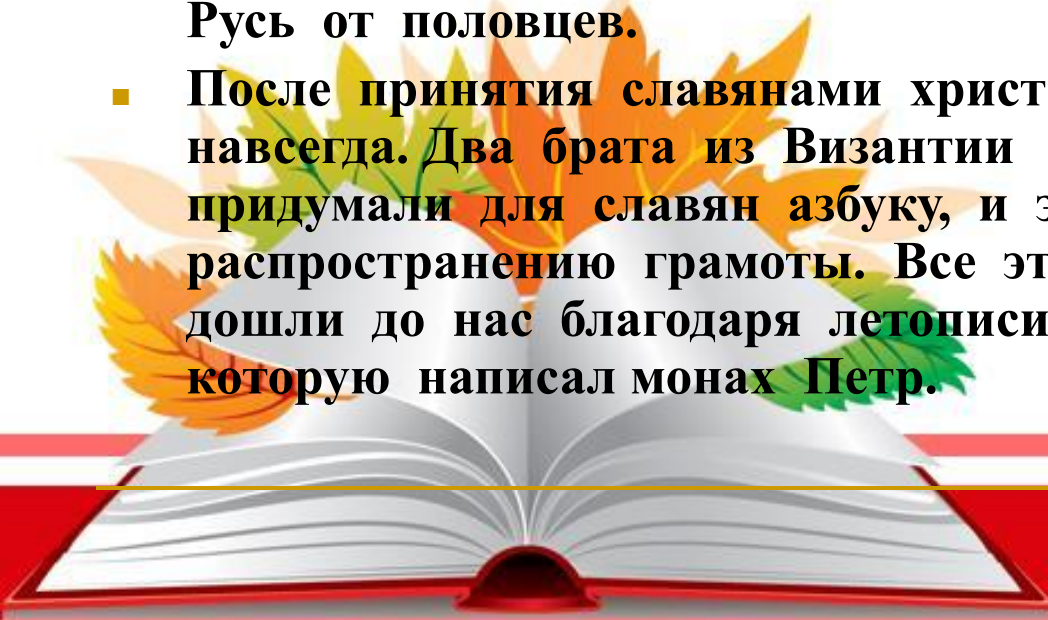 Русь от половцев.
После принятия славянами христ
навсегда. Два брата из Византии
придумали для славян азбуку, и э
распространению грамоты. Все эт
дошли до нас благодаря летописи
которую написал монах Петр.